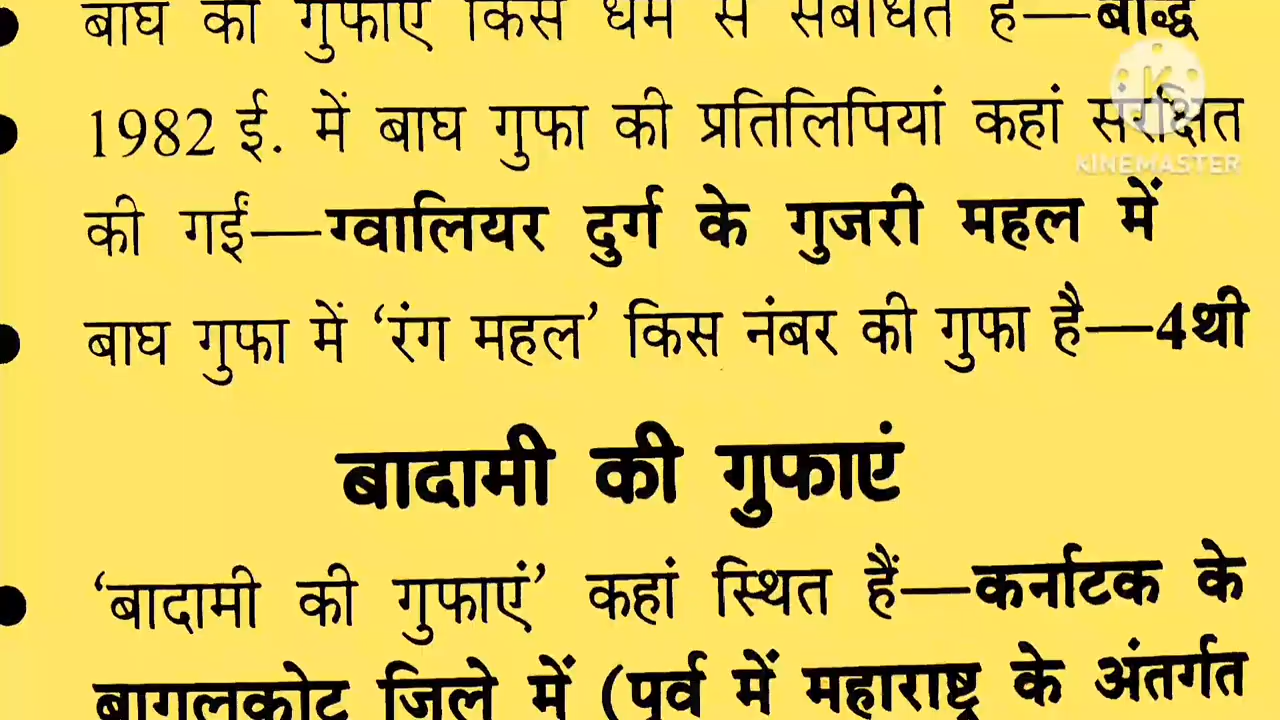 बाघ की गुफाएं किस धर्म से संबंधित हैं—बौद्ध
1982 ई. में बाघ गुफा की प्रतिलिपियां कहां संरक्षित
की गईं—ग्वालियर दुर्ग के गुजरी महल में
बाघ गुफा में ‘रंग महल’ किस नंबर की गुफा है—4थी
बादामी की गुफाएं
‘बादामी की गुफाएं’ कहां स्थित हैं—कर्नाटक के
बागलकोट जिले में (पूर्व में महाराष्ट्र के अंतर्गत
KINEMASTER